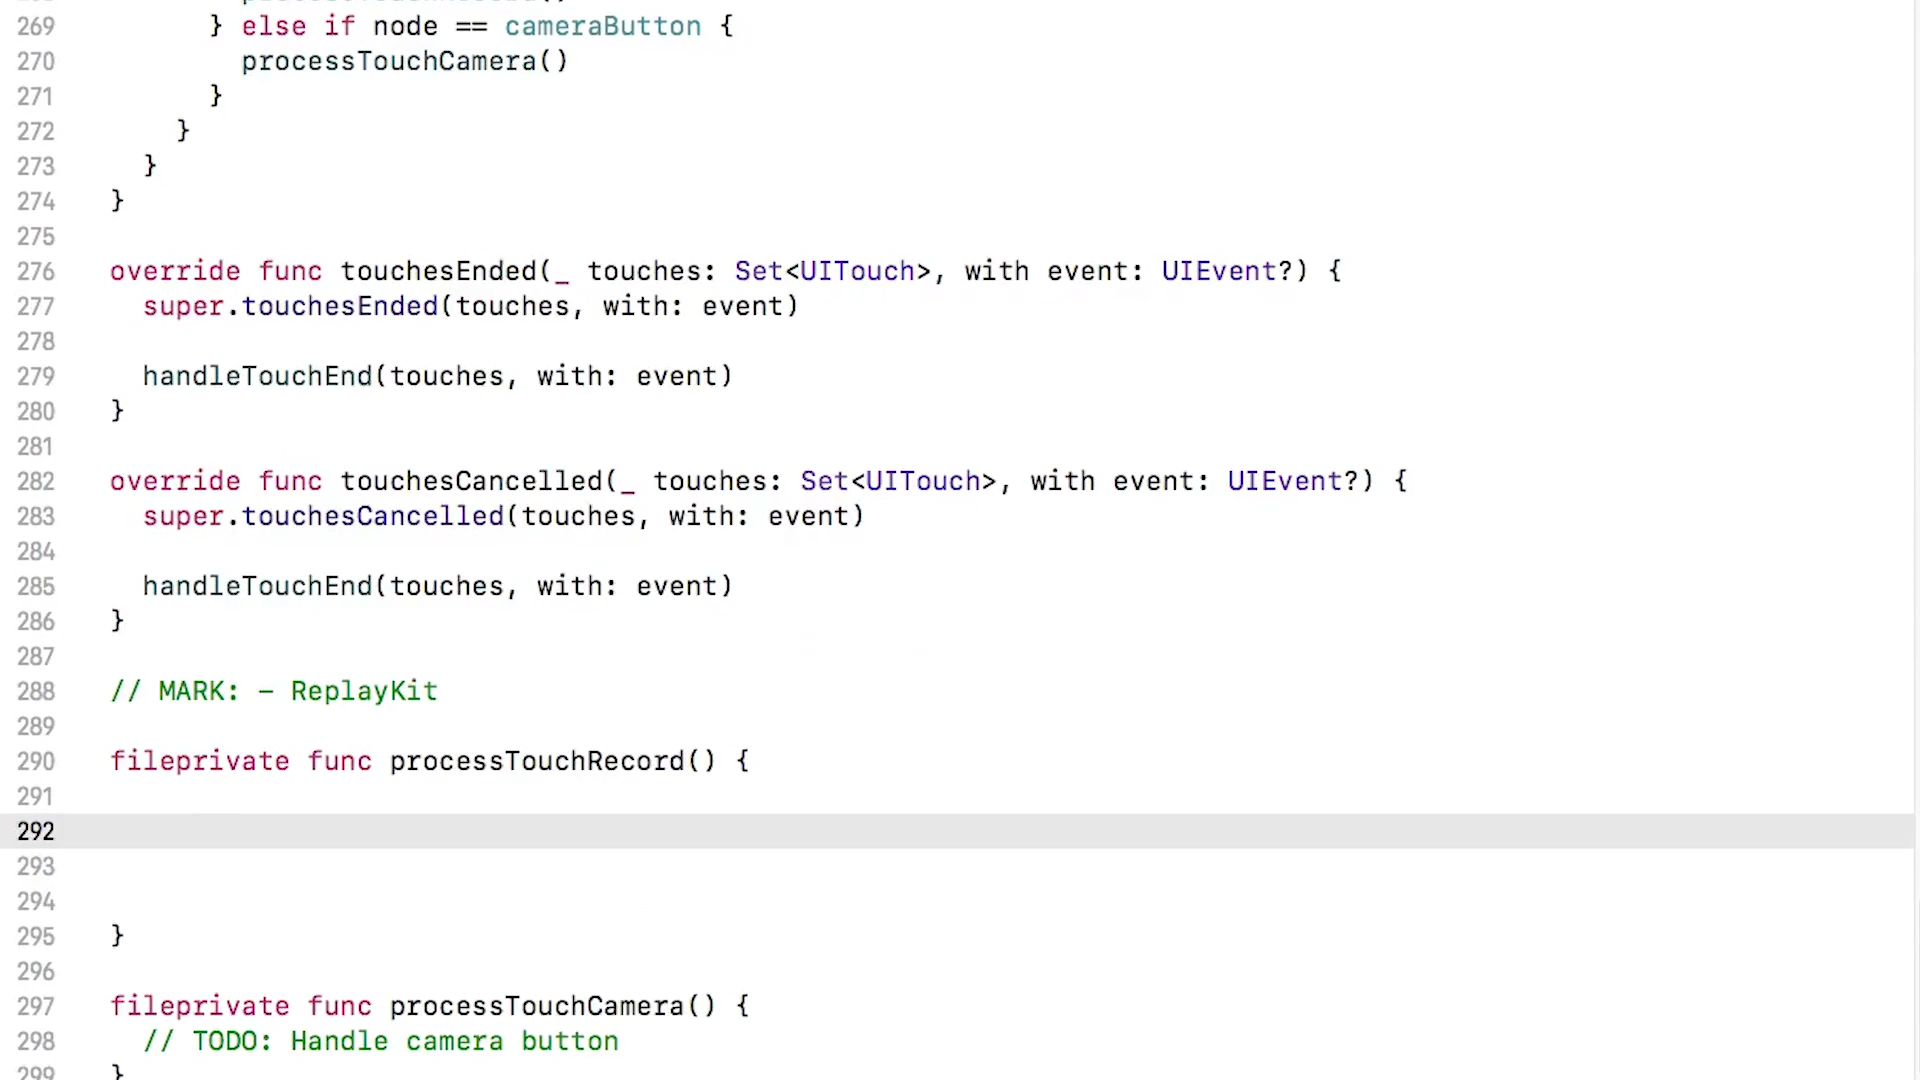 269 } else if node == cameraButton {
270 processTouchCamera()
271 }
272 }
273 }
274 }
275
276 override func touchesEnded(_ touches: Set<UITouch>, with event: UIEvent?) {
277 super.touchesEnded(touches, with: event)
278
279 handleTouchEnd(touches, with: event)
280 }
281
282 override func touchesCancelled(_ touches: Set<UITouch>, with event: UIEvent?) {
283 super.touchesCancelled(touches, with: event)
284
285 handleTouchEnd(touches, with: event)
286 }
287
288 // MARK: - ReplayKit
289
290 fileprivate func processTouchRecord() {
291
292
293
294
295 }
296
297 fileprivate func processTouchCamera() {
298 // TODO: Handle camera button
299 }